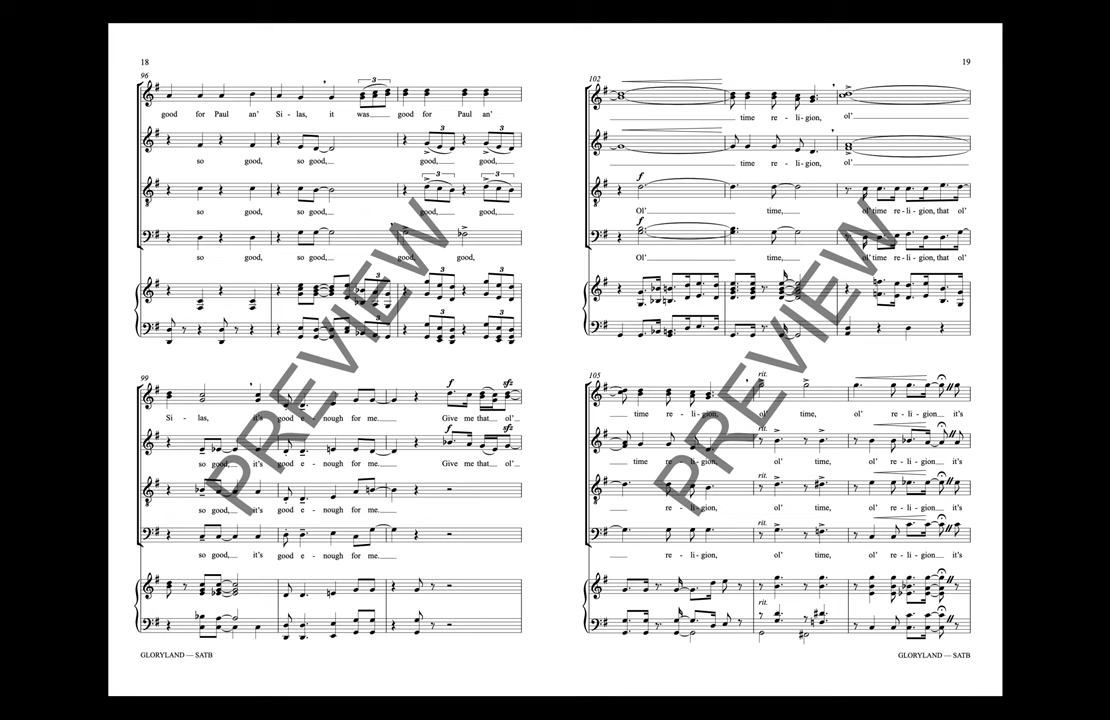 18
96
good for Paul an' Si - las, it was good for Paul an'
so good, so good, good, good,
so good, so good, good, good,
so good, so good, good, good,
99
Si - las, it's good e - nough for me. Give me that ol'
so good, it's good e - nough for me. Give me that ol'
so good, it's good e - nough for me.
so good, it's good e - nough for me.
GLORYLAND — SATB
19
102
time re - li - gion, ol'
time re - li - gion, ol'
Ol' time, ol' time re - li - gion, that ol'
Ol' time, ol' time re - li - gion, that ol'
105
rit.
time re - li - gion, ol' time, ol' re - li - gion it's
rit.
time re - li - gion, ol' time, ol' re - li - gion it's
rit.
re - li - gion, ol' time, ol' re - li - gion it's
rit.
re - li - gion, ol' time, ol' re - li - gion it's
rit.
GLORYLAND — SATB
PREVIEW
PREVIEW